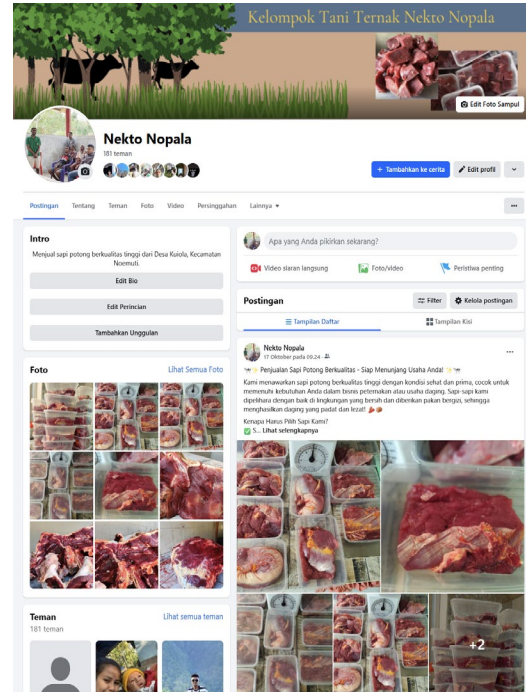 Kelompok Tani Ternak Nekto Nopala
Edit Foto Sampul
Nekto Nopala
181 teman
+ Tambahkan ke cerita
Edit profil
Postingan Tentang Teman Foto Video Persinggahan Lainnya
Intro
Menjual sapi potong berkualitas tinggi dari Desa Kuiola, Kecamatan
Noemuti.
Edit Bio
Edit Perincian
Tambahkan Unggulan
Foto
Lihat Semua Foto
Teman
Lihat semua teman
181 teman
Apa yang Anda pikirkan sekarang?
Video siaran langsung
Foto/video
Peristiwa penting
Postingan
Filter
Kelola postingan
Tampilan Daftar
Tampilan Kisi
Nekto Nopala
17 Oktober pada 09.24
Penjualan Sapi Potong Berkualitas - Siap Menunjang Usaha Anda!
Kami menawarkan sapi potong berkualitas tinggi dengan kondisi sehat dan prima, cocok untuk
memenuhi kebutuhan Anda dalam bisnis peternakan atau usaha daging. Sapi-sapi kami
dipelihara dengan baik di lingkungan yang bersih dan diberikan pakan bergizi, sehingga
menghasilkan daging yang padat dan lezat!
Kenapa Harus Pilih Sapi Kami?
✅ S... Lihat selengkapnya
+2